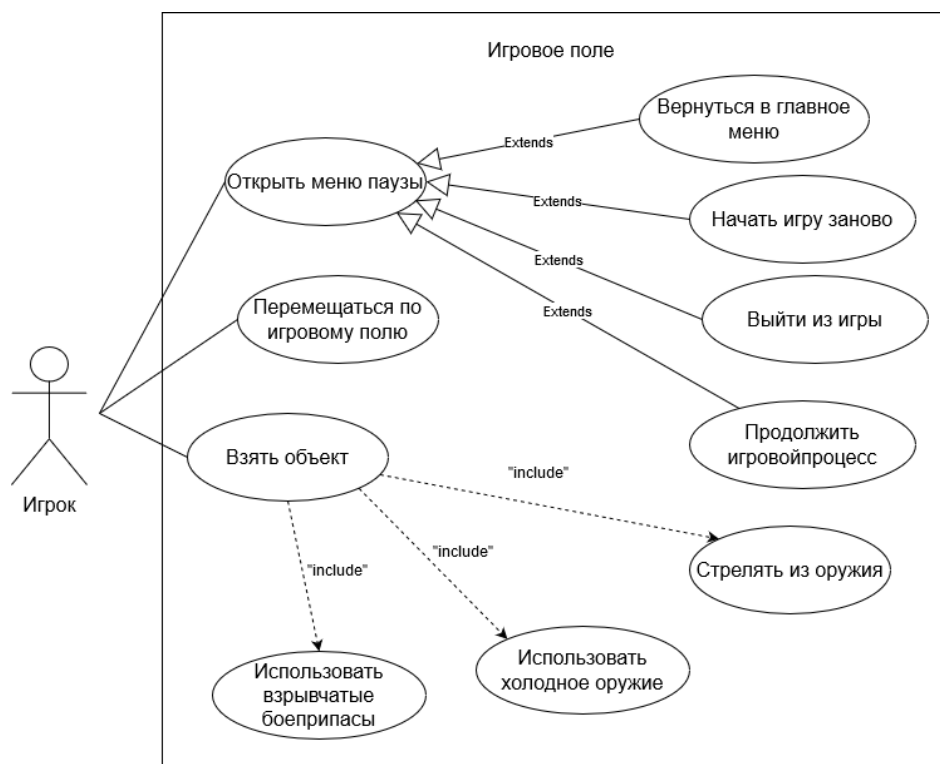 Игровое поле
Вернуться в главное
меню
Extends
Открыть меню паузы
Extends
Начать игру заново
Extends
Выйти из игры
Перемещаться по
игровому полю
Extends
Продолжить
игровойпроцесс
Взять объект
"include"
Игрок
"include"
"include"
Стрелять из оружия
Использовать
холодное оружие
Использовать
взрывчатые
боеприпасы